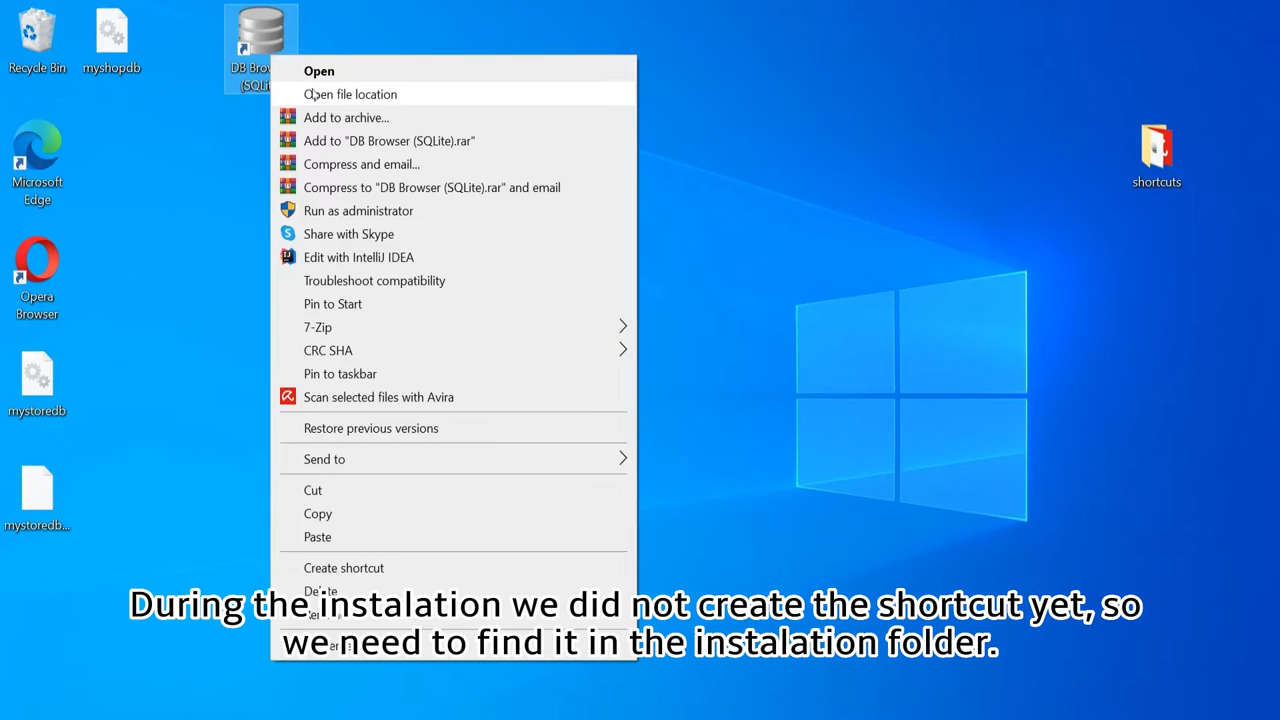 Recycle Bin
myshopdb
Microsoft
Edge
Opera
Browser
mystoredb
mystoredb...
shortcuts
Open
Open file location
Add to archive...
Add to "DB Browser (SQLite).rar"
Compress and email...
Compress to "DB Browser (SQLite).rar" and email
Run as administrator
Share with Skype
Edit with IntelliJ IDEA
Troubleshoot compatibility
Pin to Start
7-Zip
CRC SHA
Pin to taskbar
Scan selected files with Avira
Restore previous versions
Send to
Cut
Copy
Paste
Create shortcut
Delete
During the instalation we did not create the shortcut yet, so
we need to find it in the instalation folder.